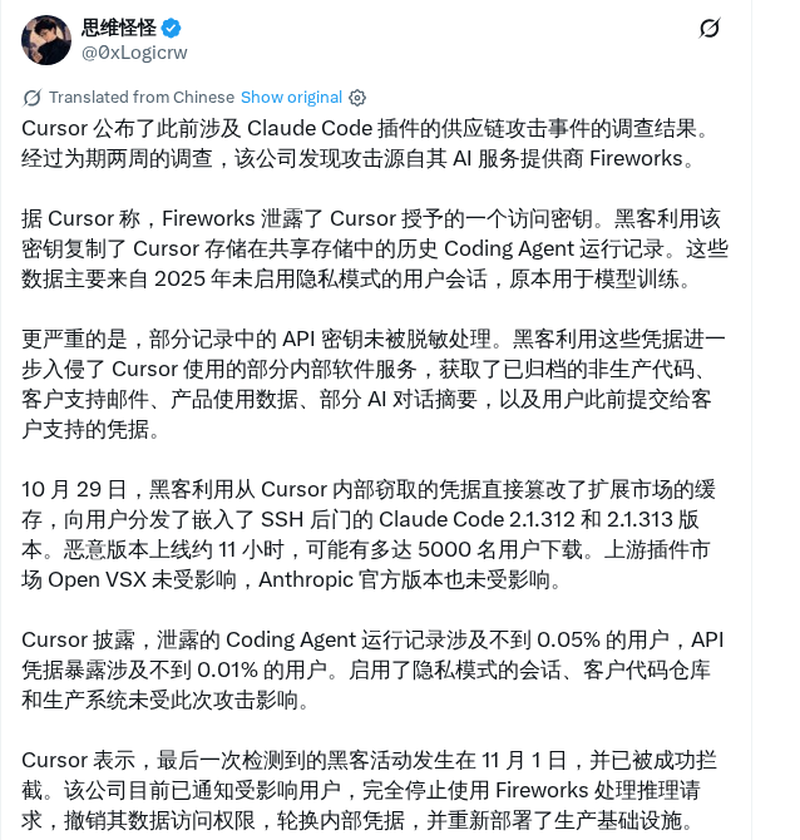 思维怪怪
@0xLogicrw
Translated from Chinese Show original
Cursor 公布了此前涉及 Claude Code 插件的供应链攻击事件的调查结果。
经过为期两周的调查，该公司发现攻击源自其 AI 服务提供商 Fireworks。
据 Cursor 称，Fireworks 泄露了 Cursor 授予的一个访问密钥。黑客利用该
密钥复制了 Cursor 存储在共享存储中的历史 Coding Agent 运行记录。这些
数据主要来自 2025 年未启用隐私模式的用户会话，原本用于模型训练。
更严重的是，部分记录中的 API 密钥未被脱敏处理。黑客利用这些凭据进一
步入侵了 Cursor 使用的部分内部软件服务，获取了已归档的非生产代码、
客户支持邮件、产品使用数据、部分 AI 对话摘要，以及用户此前提交给客
户支持的凭据。
10 月 29 日，黑客利用从 Cursor 内部窃取的凭据直接篡改了扩展市场的缓
存，向用户分发了嵌入了 SSH 后门的 Claude Code 2.1.312 和 2.1.313 版
本。恶意版本上线约 11 小时，可能有多达 5000 名用户下载。上游插件市
场 Open VSX 未受影响，Anthropic 官方版本也未受影响。
Cursor 披露，泄露的 Coding Agent 运行记录涉及不到 0.05% 的用户，API
凭据暴露涉及不到 0.01% 的用户。启用了隐私模式的会话、客户代码仓库
和生产系统未受此次攻击影响。
Cursor 表示，最后一次检测到的黑客活动发生在 11 月 1 日，并已被成功拦
截。该公司目前已通知受影响用户，完全停止使用 Fireworks 处理推理请
求，撤销其数据访问权限，轮换内部凭据，并重新部署了生产基础设施。